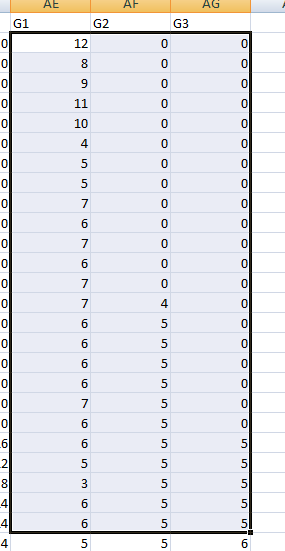 AE AF AG
G1 G2 G3
0 12 0 0
0 8 0 0
0 9 0 0
0 11 0 0
0 10 0 0
0 4 0 0
0 5 0 0
0 5 0 0
0 7 0 0
0 6 0 0
0 7 0 0
0 6 0 0
0 7 0 0
0 7 4 0
0 6 5 0
0 6 5 0
0 6 5 0
0 6 5 0
0 7 5 0
0 6 5 0
6 6 5 5
2 5 5 5
8 3 5 5
4 6 5 5
4 6 5 5
4 5 5 6